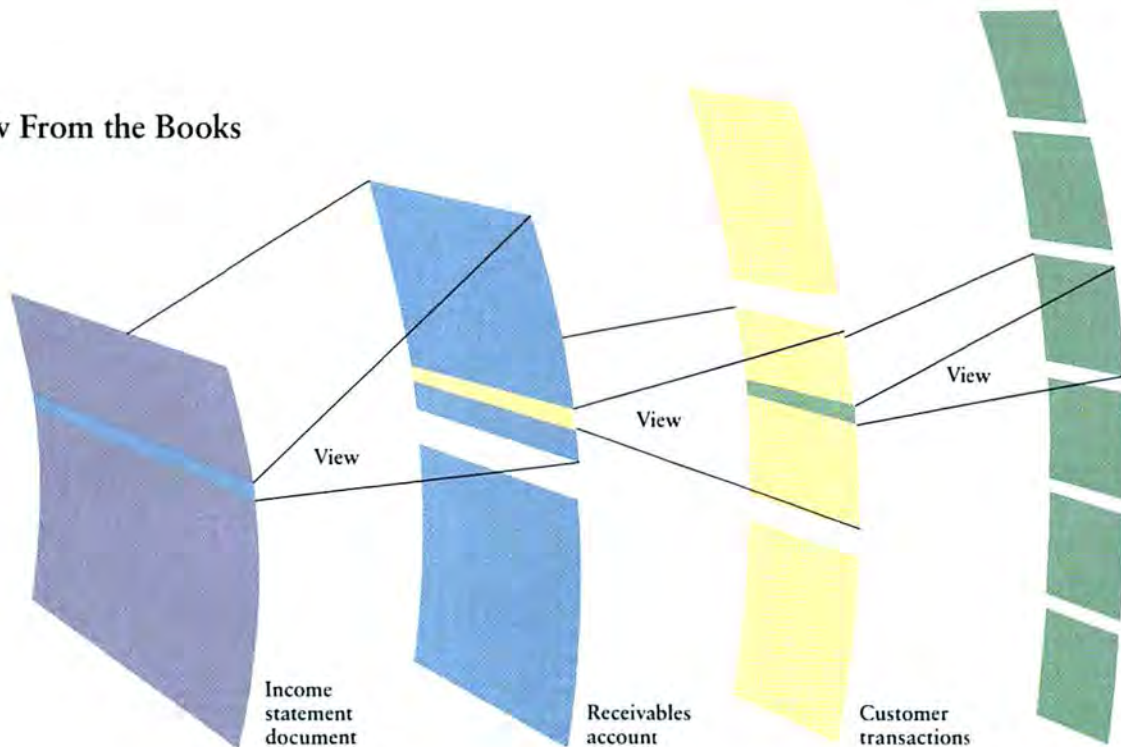 From the Books
View
View
View
Income
statement
document
Receivables
account
Customer
transactions